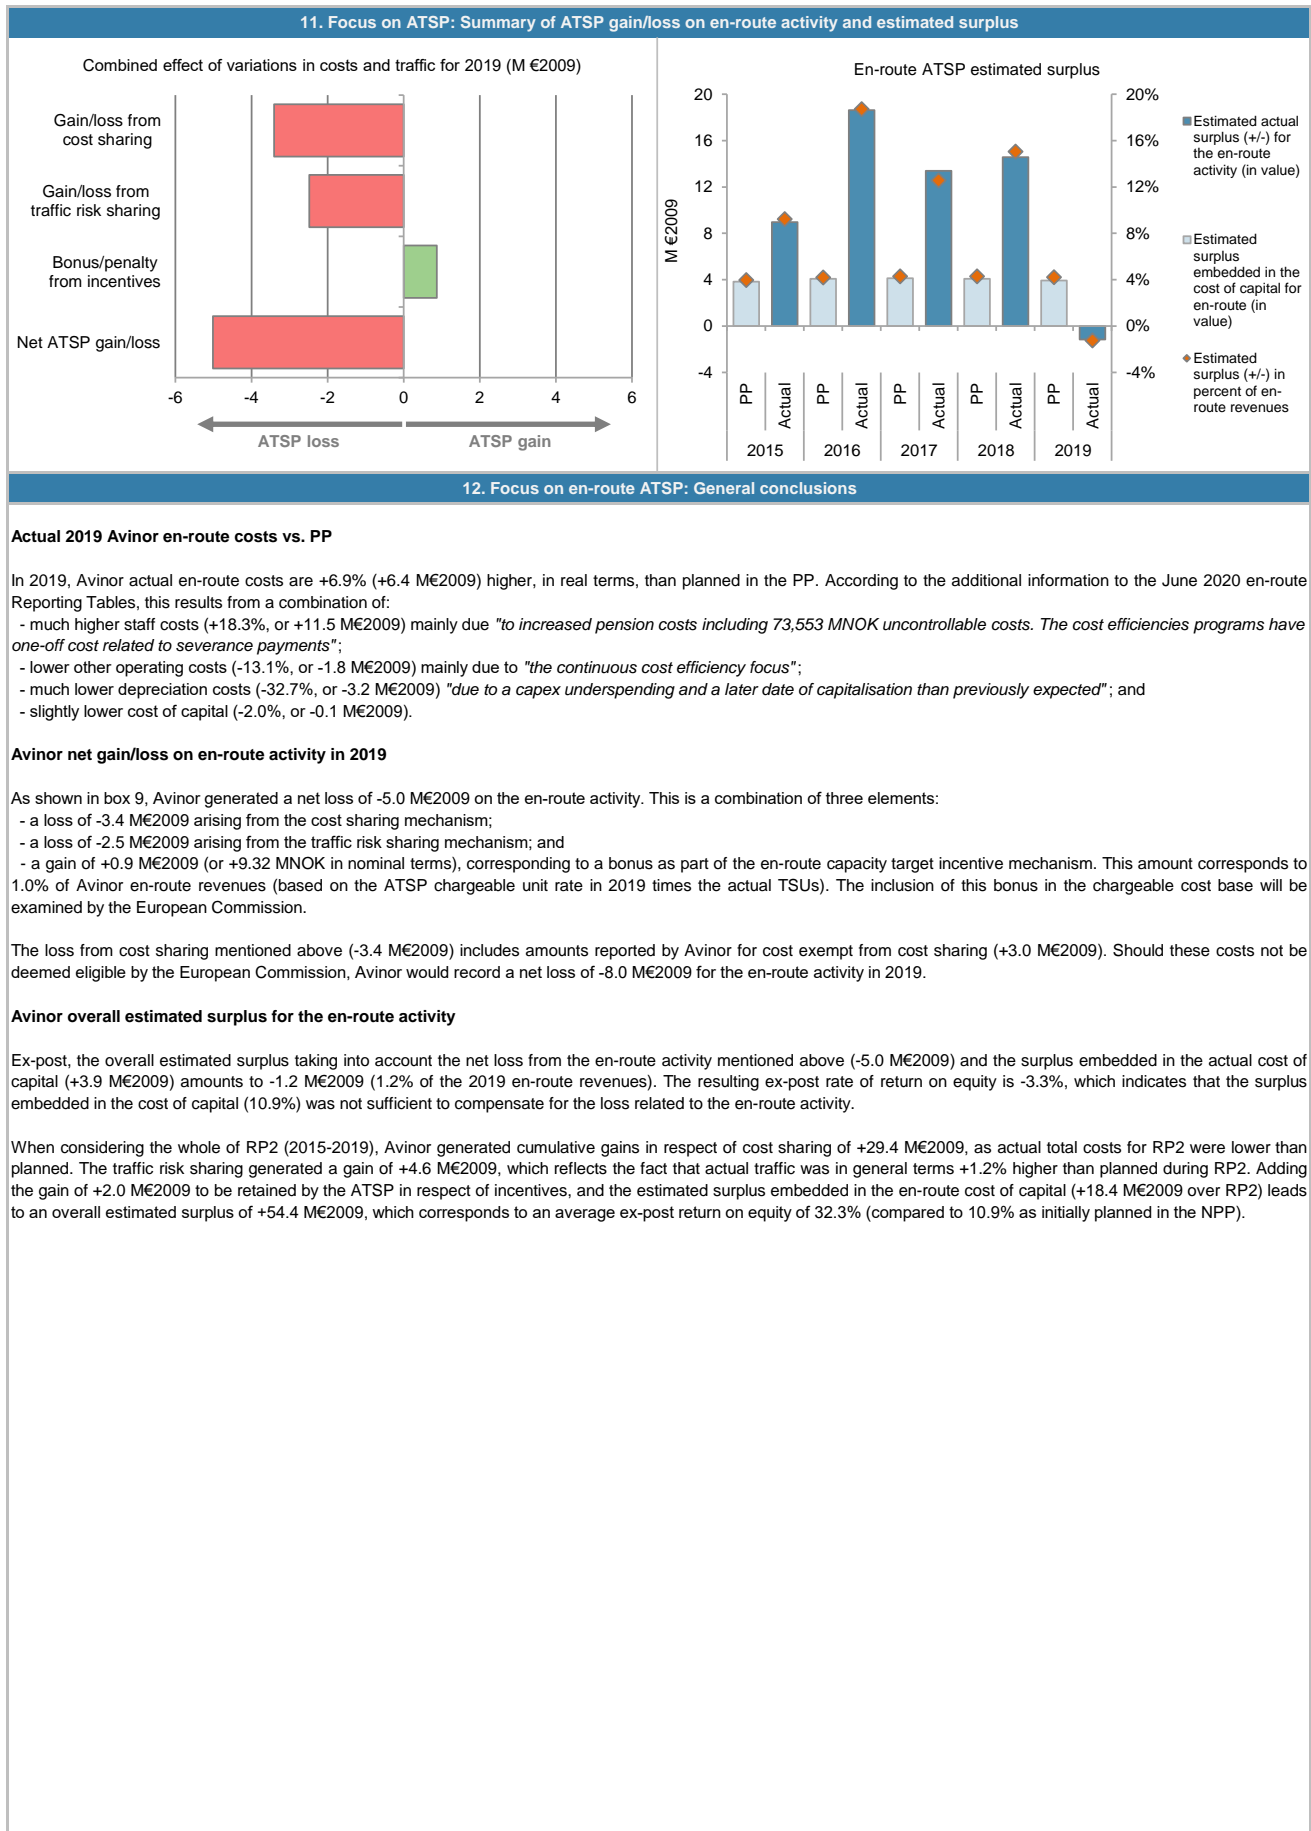 11. Focus on ATSP: Summary of ATSP gain/loss on en-route activity and estimated surplus
Combined effect of variations in costs and traffic for 2019 (M €2009)
Gain/loss from
cost sharing
Gain/loss from
traffic risk sharing
Bonus/penalty
from incentives
Net ATSP gain/loss
-6 -4 -2 0 2 4 6
ATSP loss ATSP gain
En-route ATSP estimated surplus
M €2009
20
16
12
8
4
0
-4
20%
16%
12%
8%
4%
0%
-4%
PP Actual PP Actual PP Actual PP Actual PP Actual
2015 2016 2017 2018 2019
Estimated actual
surplus (+/-) for
the en-route
activity (in value)
Estimated
surplus
embedded in the
cost of capital for
en-route (in
value)
Estimated
surplus (+/-) in
percent of en-
route revenues
12. Focus on en-route ATSP: General conclusions
Actual 2019 Avinor en-route costs vs. PP
In 2019, Avinor actual en-route costs are +6.9% (+6.4 M€2009) higher, in real terms, than planned in the PP. According to the additional information to the June 2020 en-route
Reporting Tables, this results from a combination of:
- much higher staff costs (+18.3%, or +11.5 M€2009) mainly due "to increased pension costs including 73,553 MNOK uncontrollable costs. The cost efficiencies programs have
one-off cost related to severance payments";
- lower other operating costs (-13.1%, or -1.8 M€2009) mainly due to "the continuous cost efficiency focus";
- much lower depreciation costs (-32.7%, or -3.2 M€2009) "due to a capex underspending and a later date of capitalisation than previously expected"; and
- slightly lower cost of capital (-2.0%, or -0.1 M€2009).
Avinor net gain/loss on en-route activity in 2019
As shown in box 9, Avinor generated a net loss of -5.0 M€2009 on the en-route activity. This is a combination of three elements:
- a loss of -3.4 M€2009 arising from the cost sharing mechanism;
- a loss of -2.5 M€2009 arising from the traffic risk sharing mechanism; and
- a gain of +0.9 M€2009 (or +9.32 MNOK in nominal terms), corresponding to a bonus as part of the en-route capacity target incentive mechanism. This amount corresponds to
1.0% of Avinor en-route revenues (based on the ATSP chargeable unit rate in 2019 times the actual TSUs). The inclusion of this bonus in the chargeable cost base will be
examined by the European Commission.
The loss from cost sharing mentioned above (-3.4 M€2009) includes amounts reported by Avinor for cost exempt from cost sharing (+3.0 M€2009). Should these costs not be
deemed eligible by the European Commission, Avinor would record a net loss of -8.0 M€2009 for the en-route activity in 2019.
Avinor overall estimated surplus for the en-route activity
Ex-post, the overall estimated surplus taking into account the net loss from the en-route activity mentioned above (-5.0 M€2009) and the surplus embedded in the actual cost of
capital (+3.9 M€2009) amounts to -1.2 M€2009 (1.2% of the 2019 en-route revenues). The resulting ex-post rate of return on equity is -3.3%, which indicates that the surplus
embedded in the cost of capital (10.9%) was not sufficient to compensate for the loss related to the en-route activity.
When considering the whole of RP2 (2015-2019), Avinor generated cumulative gains in respect of cost sharing of +29.4 M€2009, as actual total costs for RP2 were lower than
planned. The traffic risk sharing generated a gain of +4.6 M€2009, which reflects the fact that actual traffic was in general terms +1.2% higher than planned during RP2. Adding
the gain of +2.0 M€2009 to be retained by the ATSP in respect of incentives, and the estimated surplus embedded in the en-route cost of capital (+18.4 M€2009 over RP2) leads
to an overall estimated surplus of +54.4 M€2009, which corresponds to an average ex-post return on equity of 32.3% (compared to 10.9% as initially planned in the NPP).